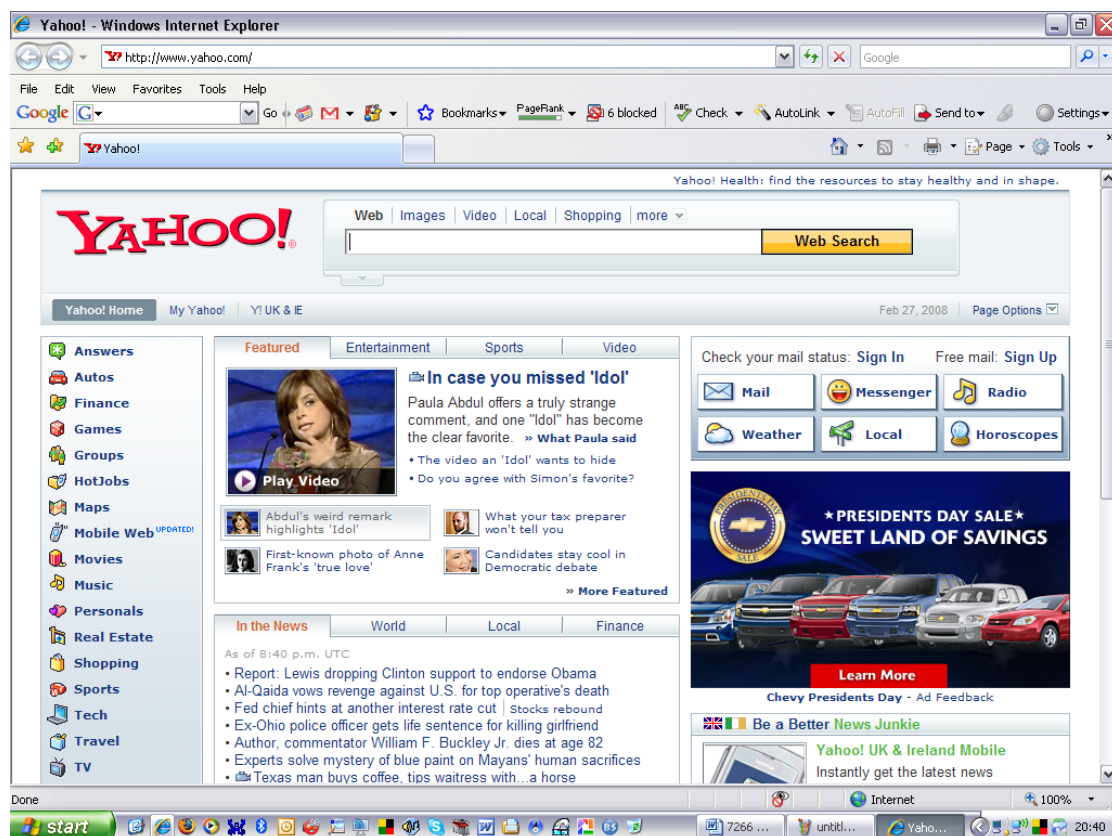 Yahoo! - Windows Internet Explorer
http://www.yahoo.com/
Google
File Edit View Favorites Tools Help
Google G Go Bookmarks PageRank 6 blocked ABC Check AutoLink AutoFill Send to Settings
Yahoo! Page Tools »
Yahoo! Health: find the resources to stay healthy and in shape.
YAHOO!®
Web Images Video Local Shopping more
Web Search
Yahoo! Home My Yahoo! Y! UK & IE
Feb 27, 2008 Page Options
Answers
Autos
Finance
Games
Groups
HotJobs
Maps
Mobile Web UPDATED!
Movies
Music
Personals
Real Estate
Shopping
Sports
Tech
Travel
TV
Featured Entertainment Sports Video
In case you missed 'Idol'
Paula Abdul offers a truly strange
comment, and one "Idol" has become
the clear favorite. » What Paula said
• The video an 'Idol' wants to hide
• Do you agree with Simon's favorite?
Play Video
Abdul's weird remark
highlights 'Idol'
What your tax preparer
won't tell you
First-known photo of Anne
Frank's 'true love'
Candidates stay cool in
Democratic debate
» More Featured
In the News World Local Finance
As of 8:40 p.m. UTC
• Report: Lewis dropping Clinton support to endorse Obama
• Al-Qaida vows revenge against U.S. for top operative's death
• Fed chief hints at another interest rate cut | Stocks rebound
• Ex-Ohio police officer gets life sentence for killing girlfriend
• Author, commentator William F. Buckley Jr. dies at age 82
• Experts solve mystery of blue paint on Mayans' human sacrifices
• Texas man buys coffee, tips waitress with...a horse
Check your mail status: Sign In Free mail: Sign Up
Mail Messenger Radio
Weather Local Horoscopes
PRESIDENTS DAY
SALE
★PRESIDENTS DAY SALE★
SWEET LAND OF SAVINGS
Learn More
Chevy Presidents Day - Ad Feedback
Be a Better News Junkie
Yahoo! UK & Ireland Mobile
Instantly get the latest news
Done Internet 100%
start 7266 ... untitl... Yaho... 20:40